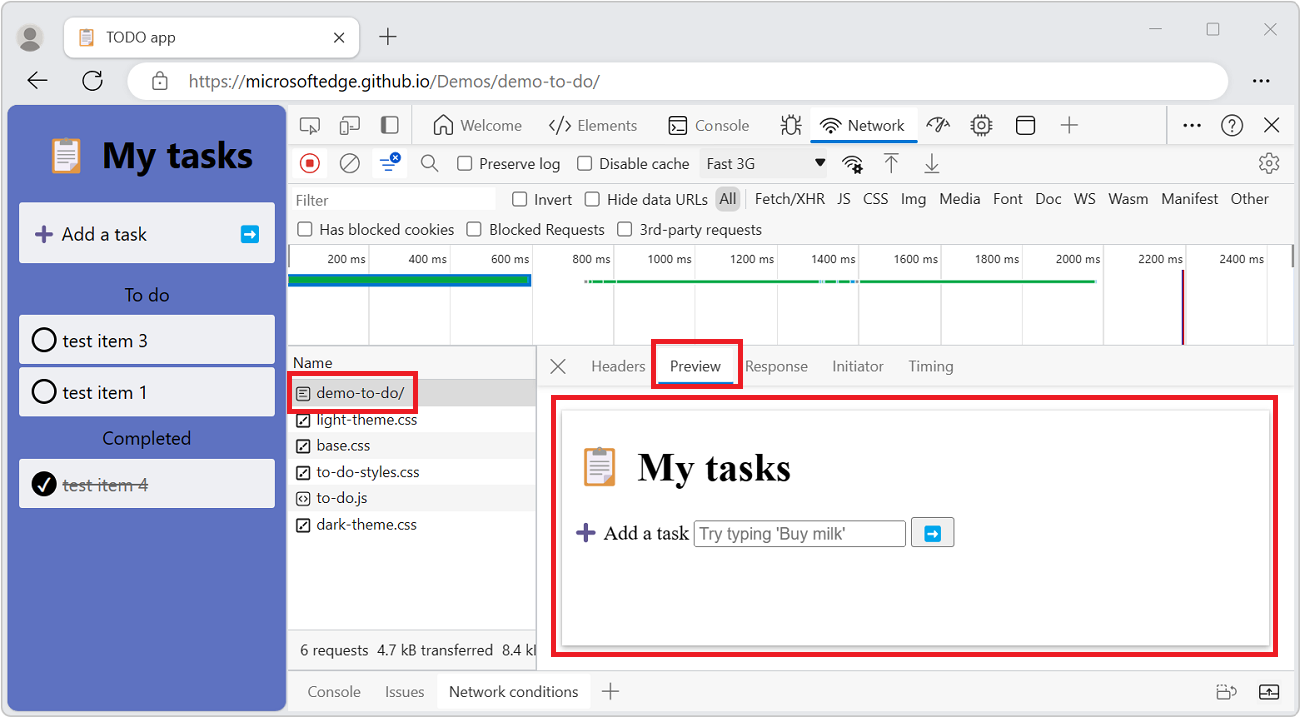 TODO app
https://microsoftedge.github.io/Demos/demo-to-do/
My tasks
Add a task
To do
test item 3
test item 1
Completed
test item 4
Welcome Elements Console Network
Preserve log Disable cache Fast 3G
Filter Invert Hide data URLs All Fetch/XHR JS CSS Img Media Font Doc WS Wasm Manifest Other
Has blocked cookies Blocked Requests 3rd-party requests
200 ms 400 ms 600 ms 800 ms 1000 ms 1200 ms 1400 ms 1600 ms 1800 ms 2000 ms 2200 ms 2400 ms
Name
demo-to-do/
light-theme.css
base.css
to-do-styles.css
to-do.js
dark-theme.css
6 requests 4.7 kB transferred 8.4 k
Headers Preview Response Initiator Timing
My tasks
Add a task Try typing 'Buy milk'
Console Issues Network conditions